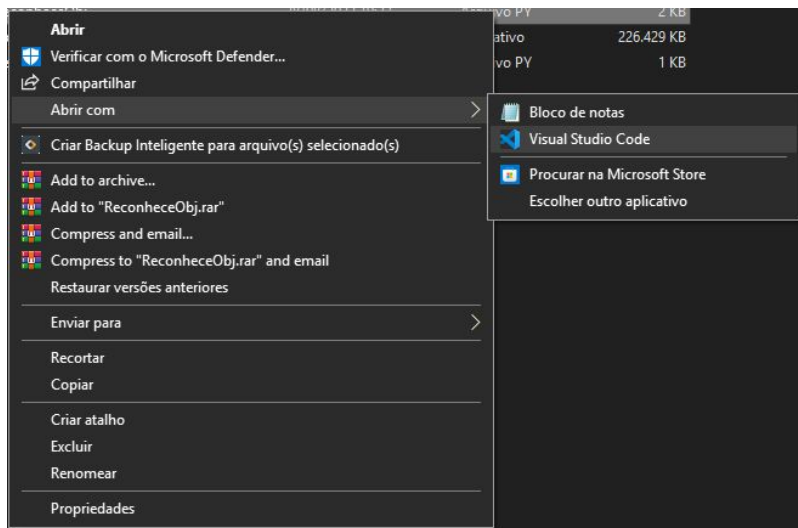 Arquivo PY 2 KB
Abrir
ativo 226.429 KB
Verificar com o Microsoft Defender...
vo PY 1 KB
Compartilhar
Abrir com
Bloco de notas
Visual Studio Code
Criar Backup Inteligente para arquivo(s) selecionado(s)
Procurar na Microsoft Store
Add to archive...
Escolher outro aplicativo
Add to "ReconheceObj.rar"
Compress and email...
Compress to "ReconheceObj.rar" and email
Restaurar versões anteriores
Enviar para
Recortar
Copiar
Criar atalho
Excluir
Renomear
Propriedades